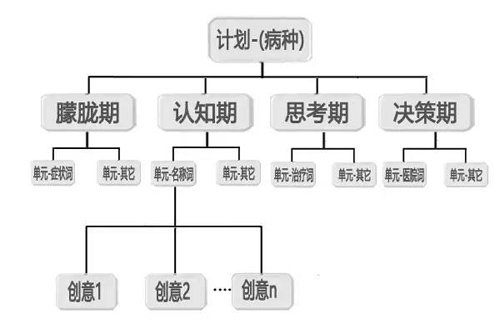 计划-(病种)
朦胧期
认知期
思考期
决策期
单元-症状词
单元-其它
单元-名称词
单元-其它
单元-治疗词
单元-其它
单元-医院词
单元-其它
创意1
创意2
····
创意n